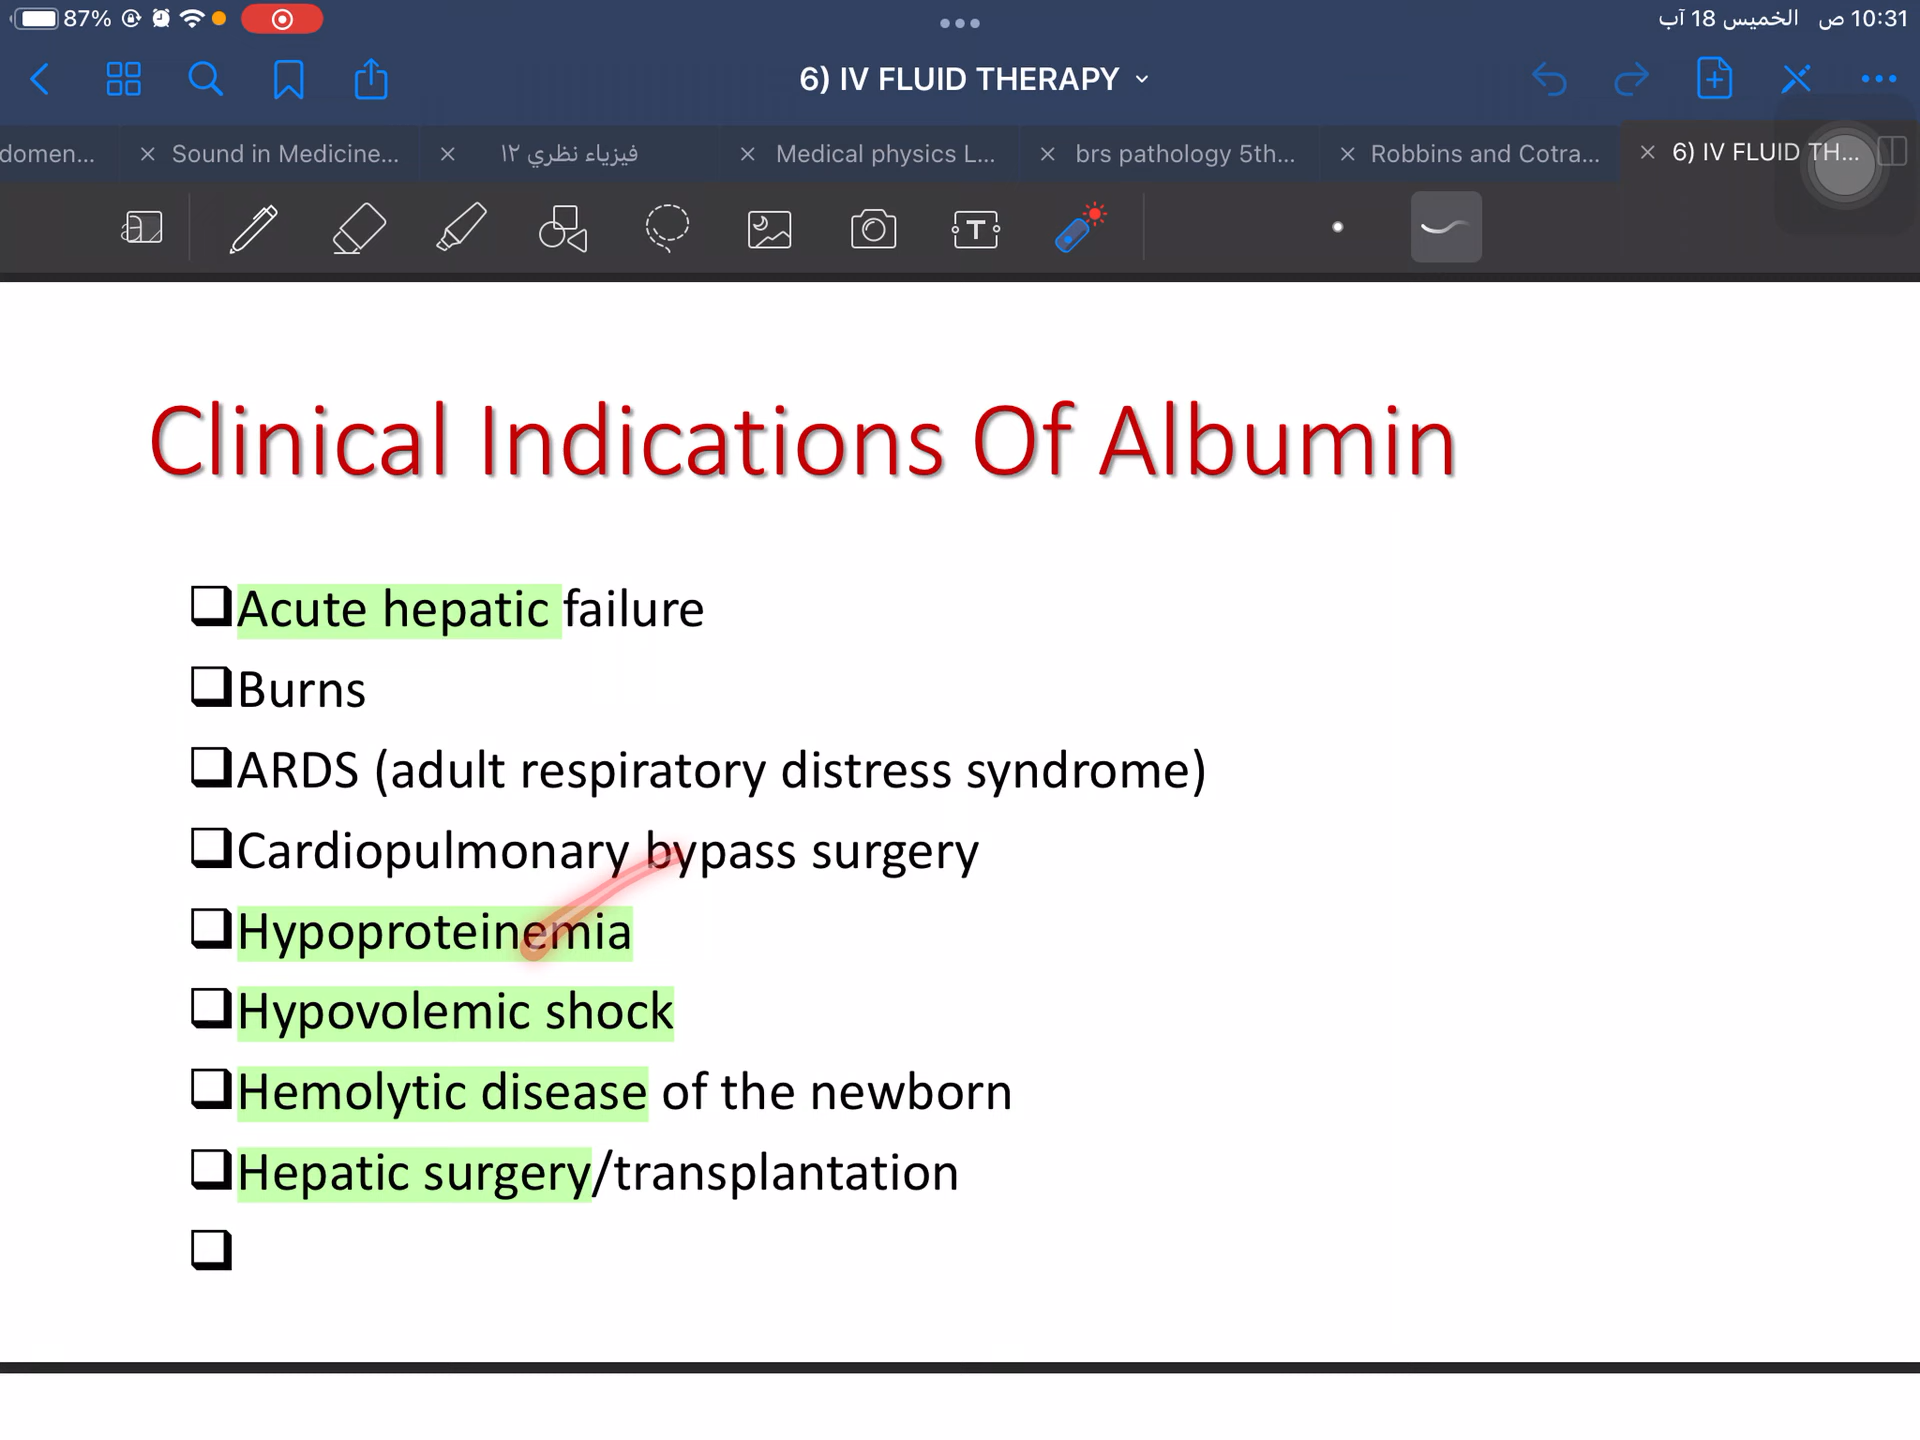 87%
الخميس 18 آب
10:31 ص
6) IV FLUID THERAPY
domen...
Sound in Medicine...
فيزياء نظري ١٢
Medical physics L...
brs pathology 5th...
Robbins and Cotra...
6) IV FLUID TH...
Clinical Indications Of Albumin
Acute hepatic failure
Burns
ARDS (adult respiratory distress syndrome)
Cardiopulmonary bypass surgery
Hypoproteinemia
Hypovolemic shock
Hemolytic disease of the newborn
Hepatic surgery/transplantation